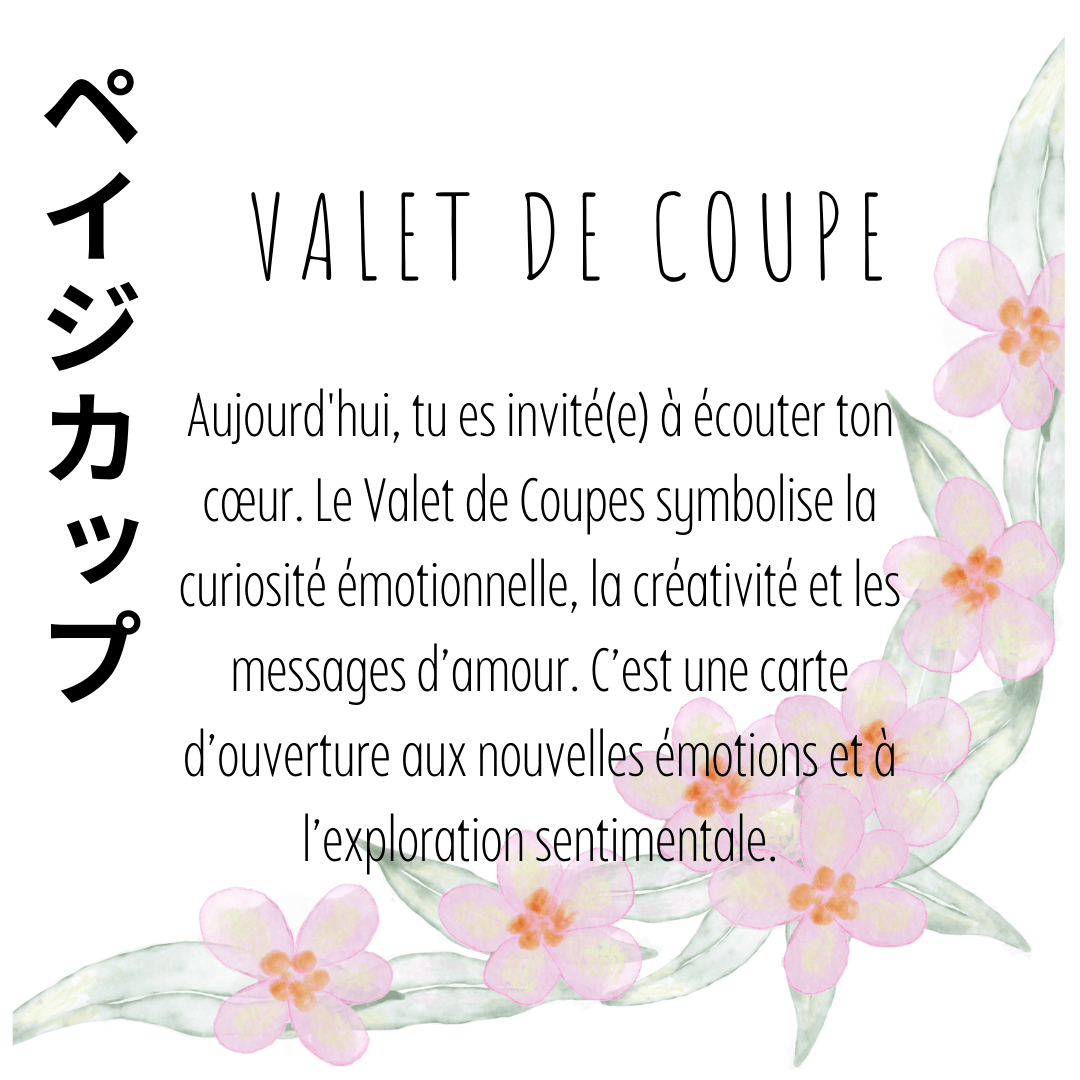 ペイジカップ
VALET DE COUPE
Aujourd'hui, tu es invité(e) à écouter ton
cœur. Le Valet de Coupes symbolise la
curiosité émotionnelle, la créativité et les
messages d’amour. C’est une carte
d’ouverture aux nouvelles émotions et à
l’exploration sentimentale.